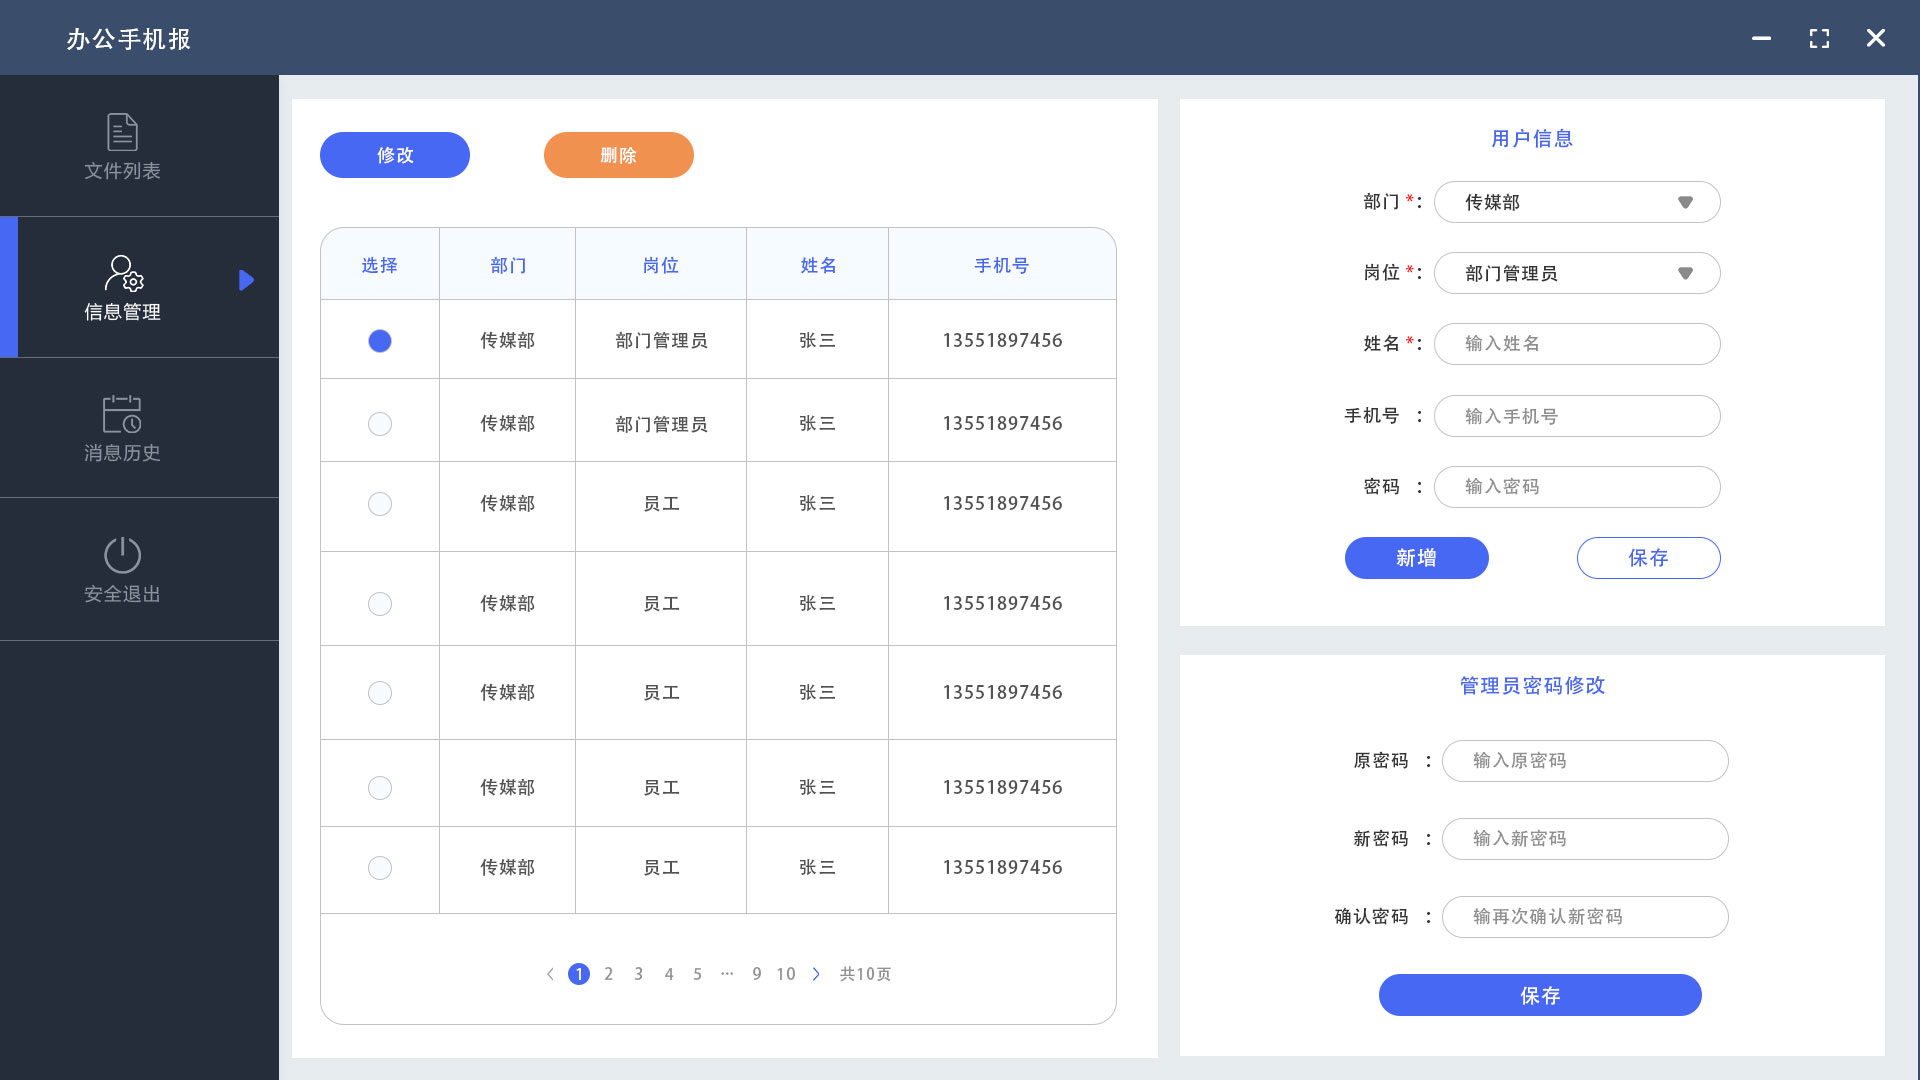 办公手机报
文件列表
信息管理
消息历史
安全退出
修改 删除
选择 部门 岗位 姓名 手机号
传媒部 部门管理员 张三 13551897456
传媒部 部门管理员 张三 13551897456
传媒部 员工 张三 13551897456
传媒部 员工 张三 13551897456
传媒部 员工 张三 13551897456
传媒部 员工 张三 13551897456
传媒部 员工 张三 13551897456
1 2 3 4 5 ··· 9 10 共10页
用户信息
部门 *: 传媒部
岗位 *: 部门管理员
姓名 *: 输入姓名
手机号 : 输入手机号
密码 : 输入密码
新增 保存
管理员密码修改
原密码 : 输入原密码
新密码 : 输入新密码
确认密码 : 输再次确认新密码
保存